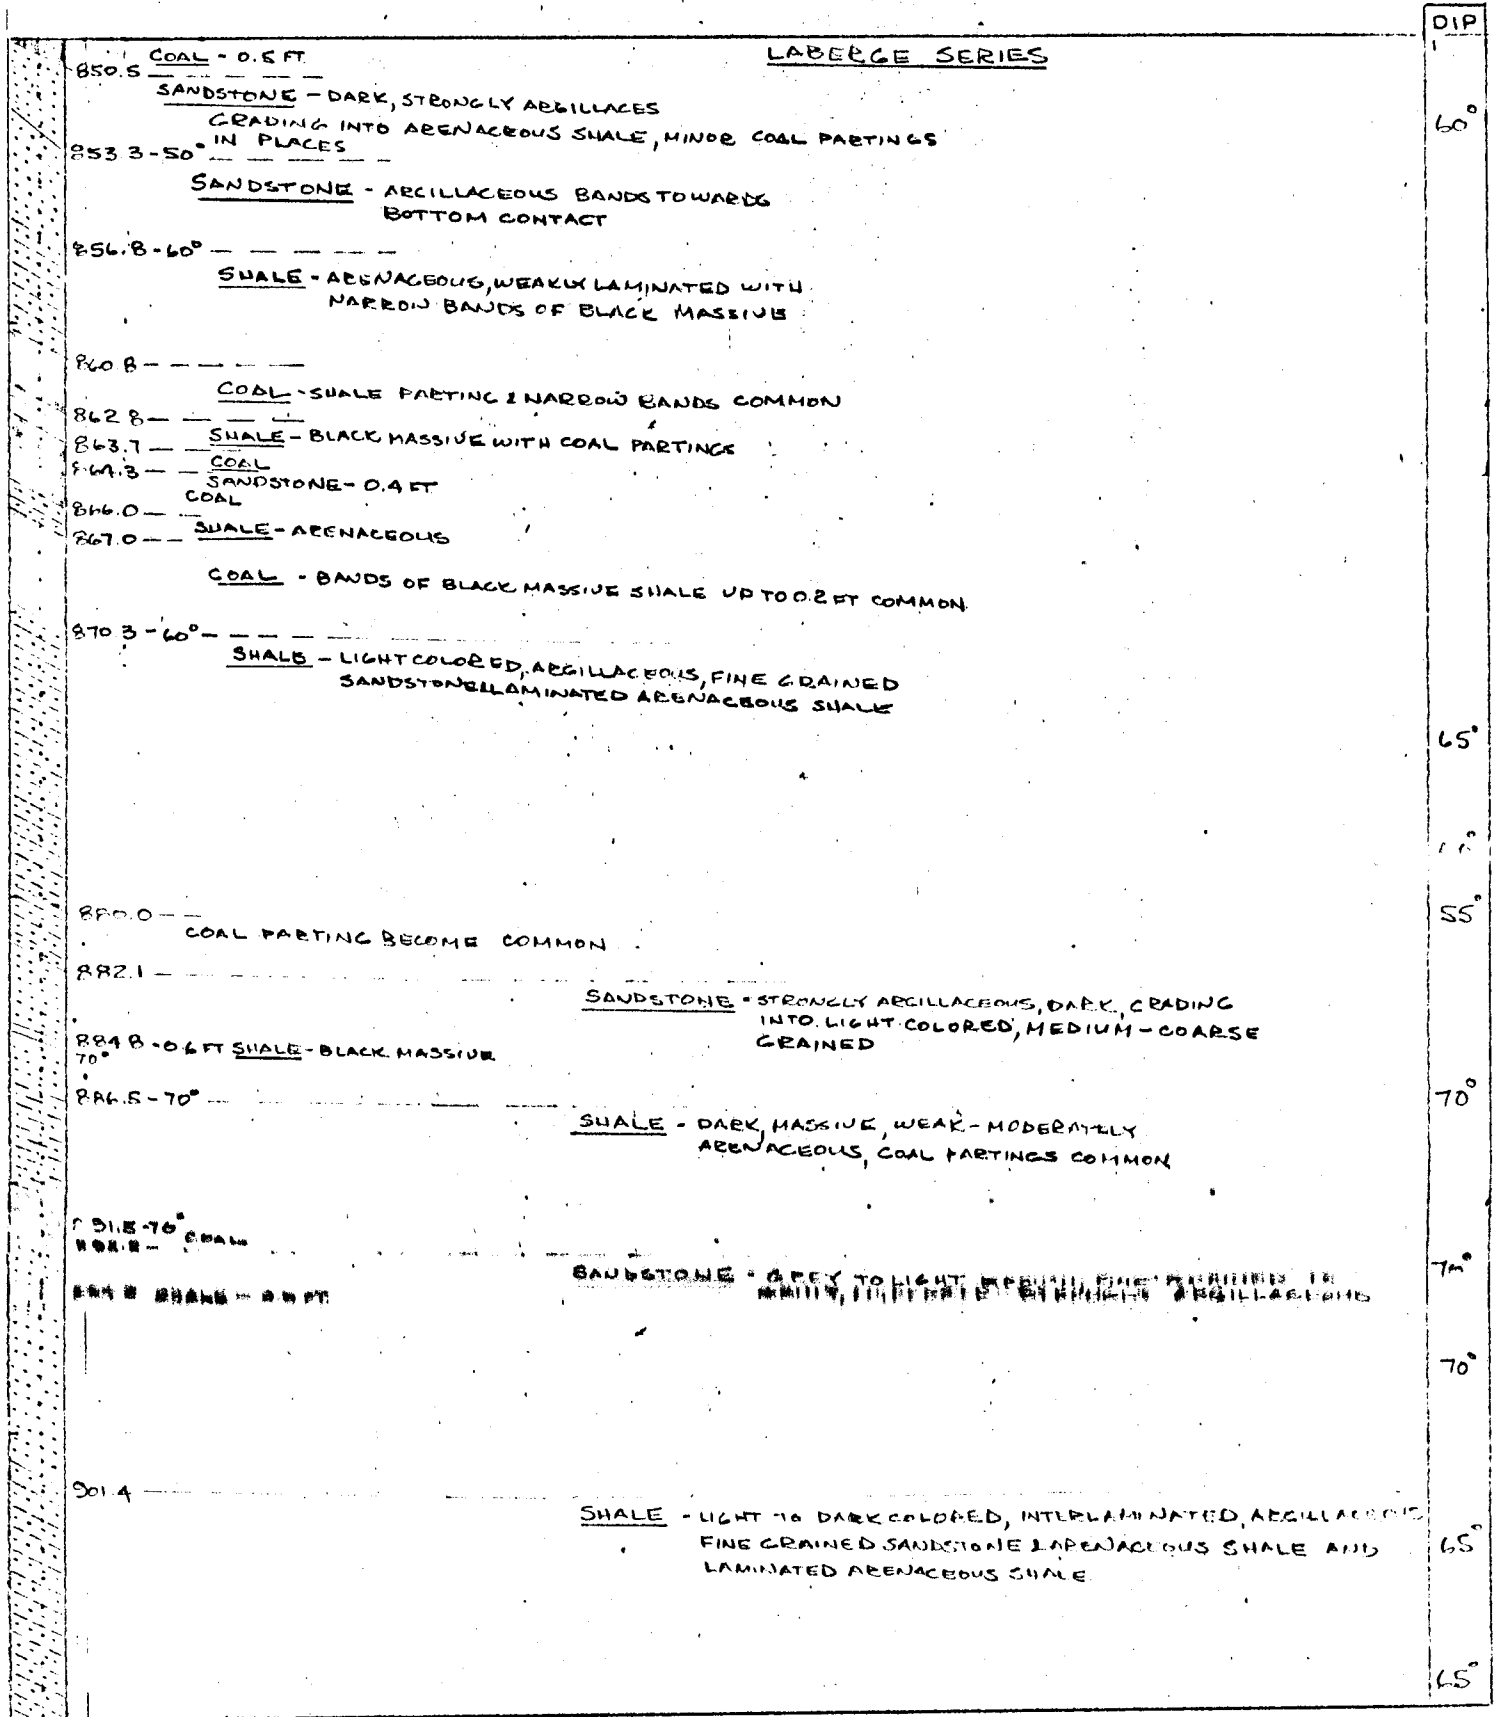 DIP
COAL - 0.5 FT
LABERGE SERIES
850.5
SANDSTONE - DARK, STRONGLY ARGILLACES
GRADING INTO ARENACEOUS SHALE, MINOR COAL PARTINGS
IN PLACES
60°
853.3 - 50°
SANDSTONE - ARGILLACEOUS BANDS TOWARDS
BOTTOM CONTACT
856.8 - 60°
SHALE - ARENACEOUS, WEAKLY LAMINATED WITH
NARROW BANDS OF BLACK MASSIVE
860.8
COAL - SHALE PARTING & NARROW BANDS COMMON
862.8
SHALE - BLACK MASSIVE WITH COAL PARTINGS
863.7
COAL
864.3
SANDSTONE - 0.4 FT
COAL
866.0
SHALE - ARENACEOUS
867.0
COAL - BANDS OF BLACK MASSIVE SHALE UP TO 0.2 FT COMMON
870.3 - 60°
SHALE - LIGHT COLORED, ARGILLACEOUS, FINE GRAINED
SANDSTONE & LAMINATED ARENACEOUS SHALE
65°
880.0
55°
COAL PARTING BECOME COMMON
882.1
SANDSTONE - STRONGLY ARGILLACEOUS, DARK, GRADING
INTO LIGHT COLORED, MEDIUM - COARSE
GRAINED
884.8 - 0.6 FT SHALE - BLACK MASSIVE
70°
886.5 - 70°
70°
SHALE - DARK, MASSIVE, WEAK - MODERATELY
ARENACEOUS, COAL PARTINGS COMMON
COAL
SANDSTONE - GREY TO LIGHT
SHALE
70°
901.4
SHALE - LIGHT TO DARK COLORED, INTERLAMINATED, ARGILLACEOUS
FINE GRAINED SANDSTONE & ARENACEOUS SHALE AND
LAMINATED ARENACEOUS SHALE
65°
65°